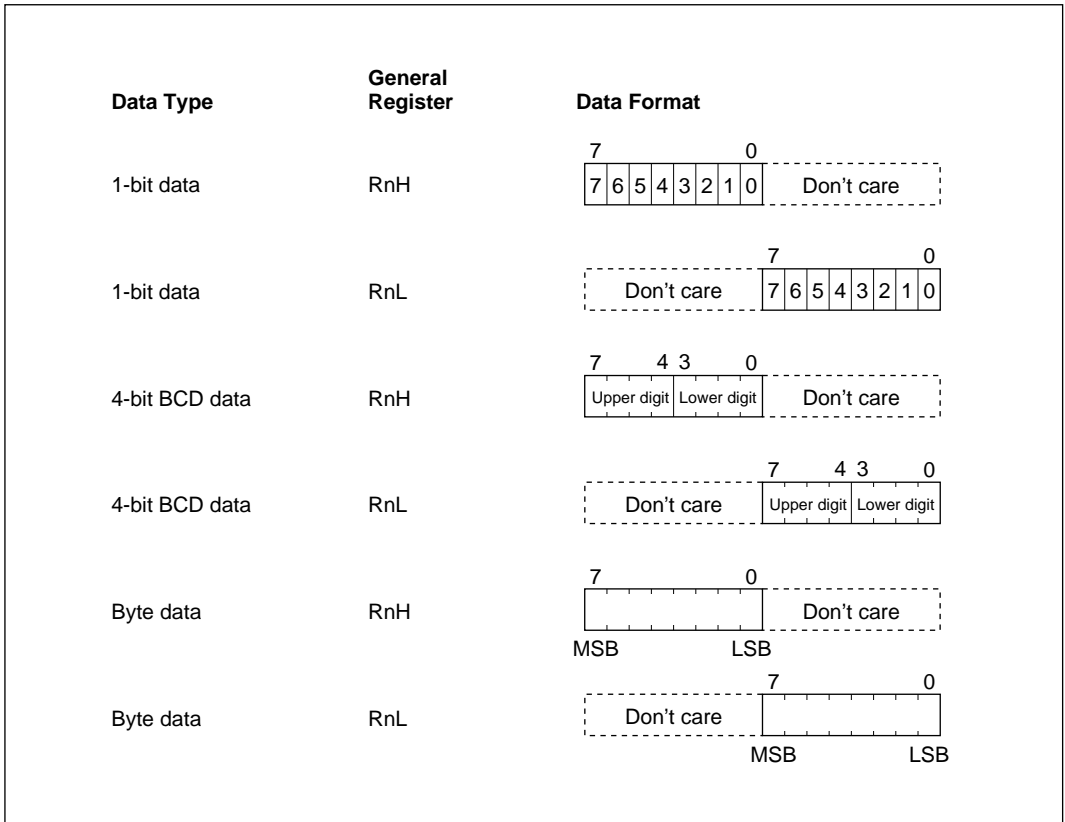 General
Data Type Register Data Format
7 0
1-bit data RnH 7 6 5 4 3 2 1 0 Don't care
7 0
1-bit data RnL Don't care 7 6 5 4 3 2 1 0
7 4 3 0
4-bit BCD data RnH Upper digit Lower digit Don't care
7 4 3 0
4-bit BCD data RnL Don't care Upper digit Lower digit
7 0
Byte data RnH Don't care
MSB LSB
7 0
Byte data RnL Don't care
MSB LSB